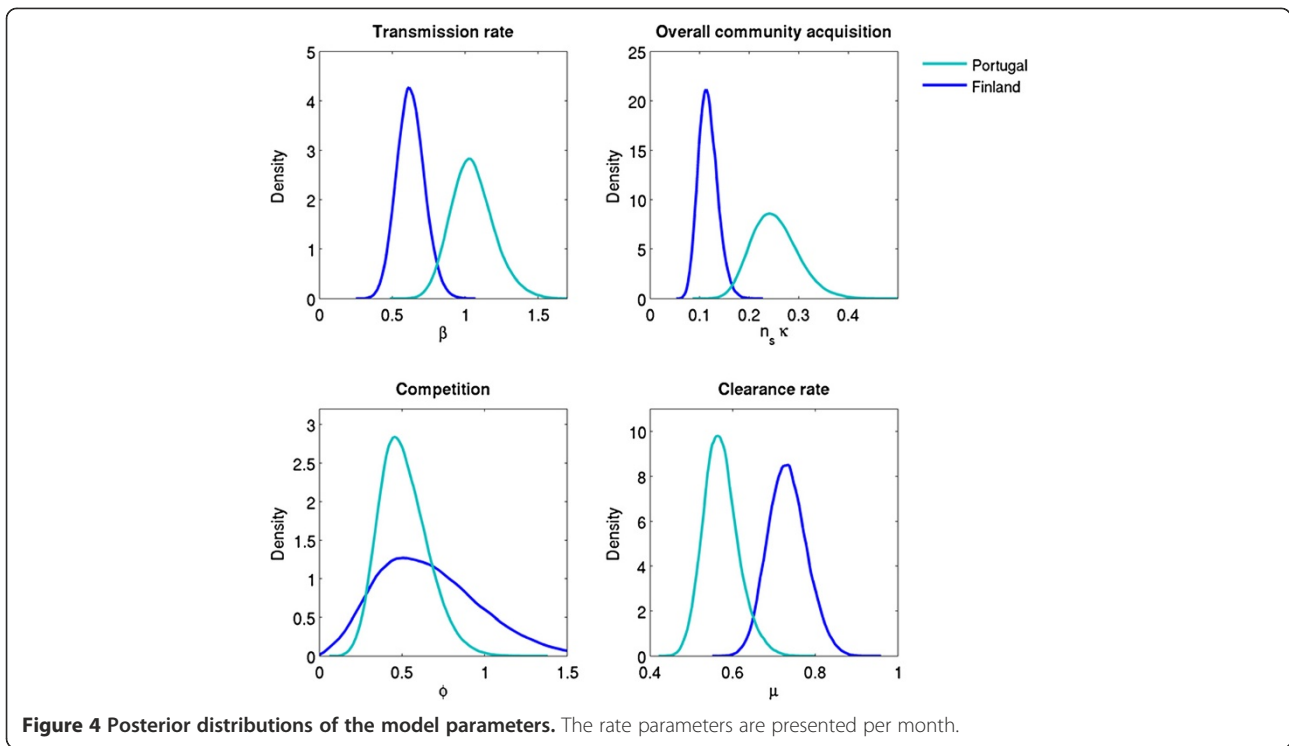 Transmission rate
5
4
3
2
1
0
Density
0 0.5 1 1.5
β
Overall community acquisition
25
20
15
10
5
0
Density
0 0.1 0.2 0.3 0.4
n_s κ
Portugal
Finland
Competition
3
2.5
2
1.5
1
0.5
0
Density
0 0.5 1 1.5
ϕ
Clearance rate
10
8
6
4
2
0
Density
0.4 0.6 0.8 1
μ
Figure 4 Posterior distributions of the model parameters. The rate parameters are presented per month.